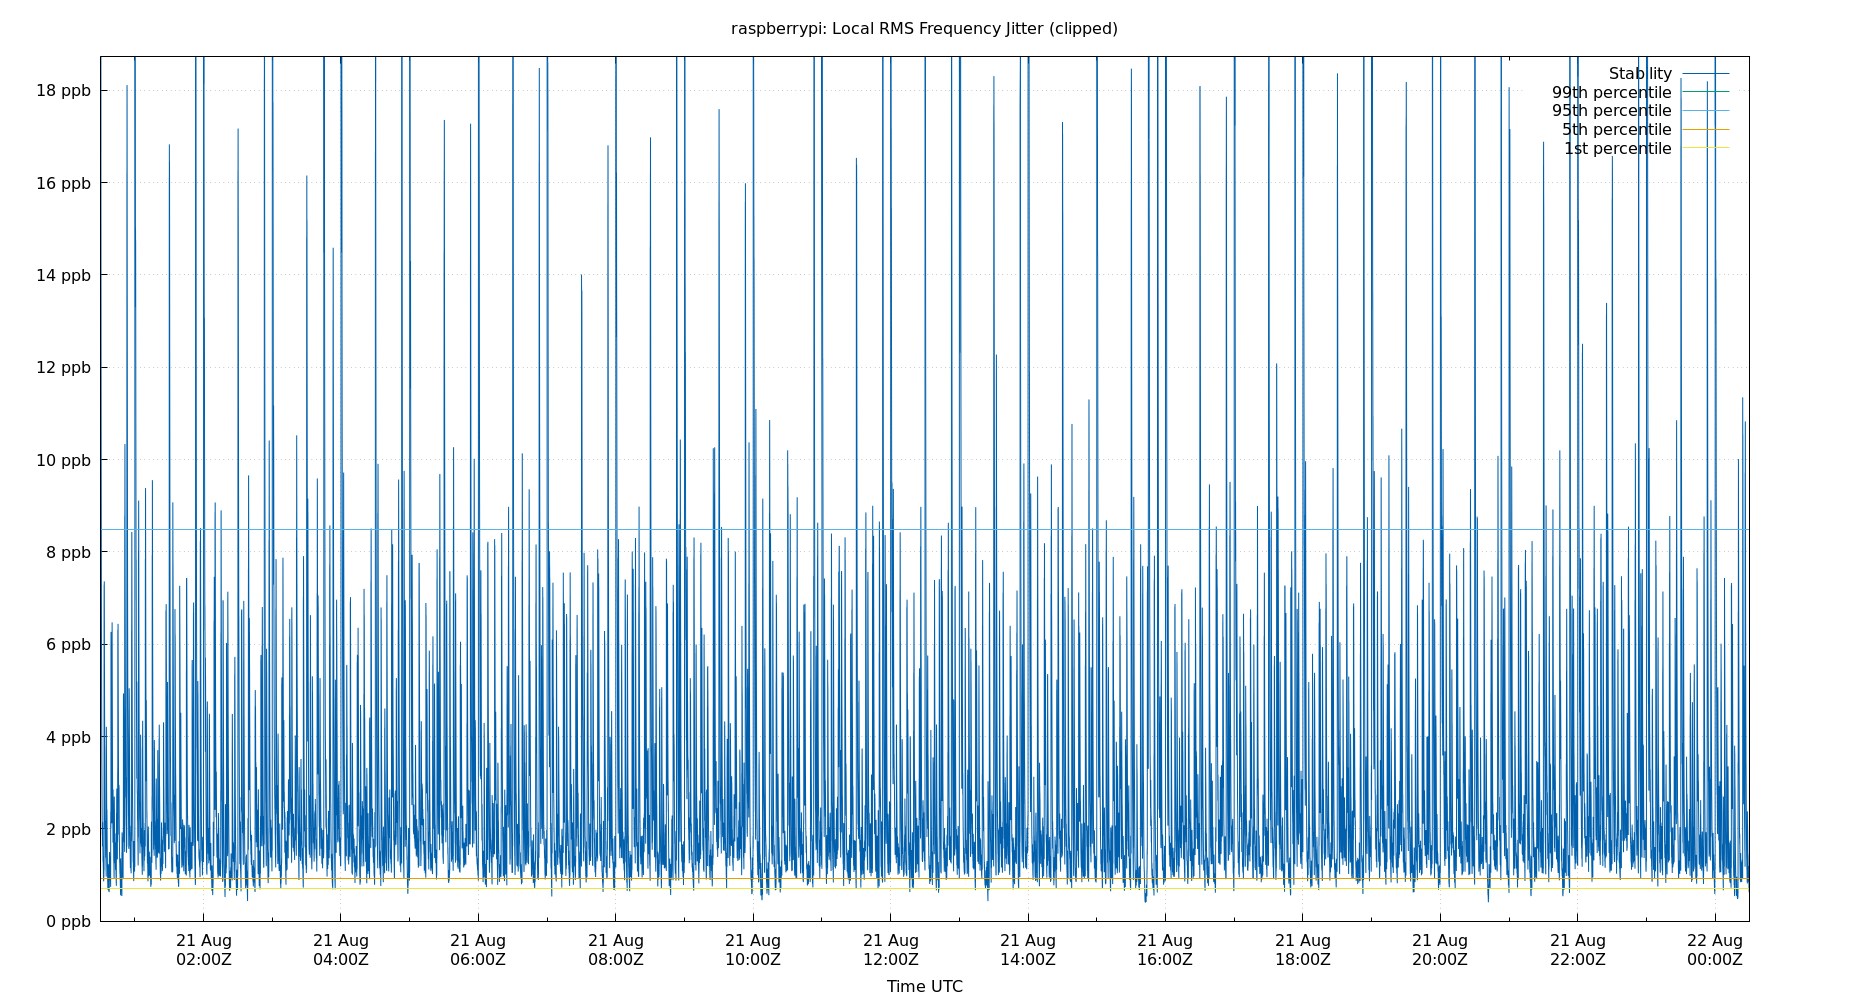 raspberrypi: Local RMS Frequency Jitter (clipped)
Stability
99th percentile
95th percentile
5th percentile
1st percentile
18 ppb
16 ppb
14 ppb
12 ppb
10 ppb
8 ppb
6 ppb
4 ppb
2 ppb
0 ppb
21 Aug 21 Aug 21 Aug 21 Aug 21 Aug 21 Aug 21 Aug 21 Aug 21 Aug 21 Aug 21 Aug 22 Aug
02:00Z 04:00Z 06:00Z 08:00Z 10:00Z 12:00Z 14:00Z 16:00Z 18:00Z 20:00Z 22:00Z 00:00Z
Time UTC